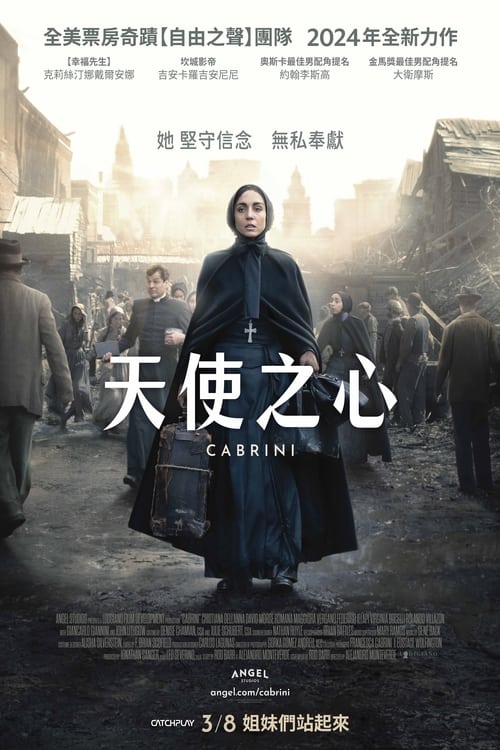 全美票房奇蹟【自由之聲】團隊 2024年全新力作
【幸福先生】 坎城影帝 奧斯卡最佳男配角提名 金馬獎最佳男配角提名
克莉絲汀娜戴爾安娜 吉安卡羅吉安尼尼 約翰李斯高 大衛摩斯
她 堅守信念 無私奉獻
天使之心
CABRINI
ANGEL
STUDIOS
angel.com/cabrini
CATCHPLAY 3/8 姐妹們站起來